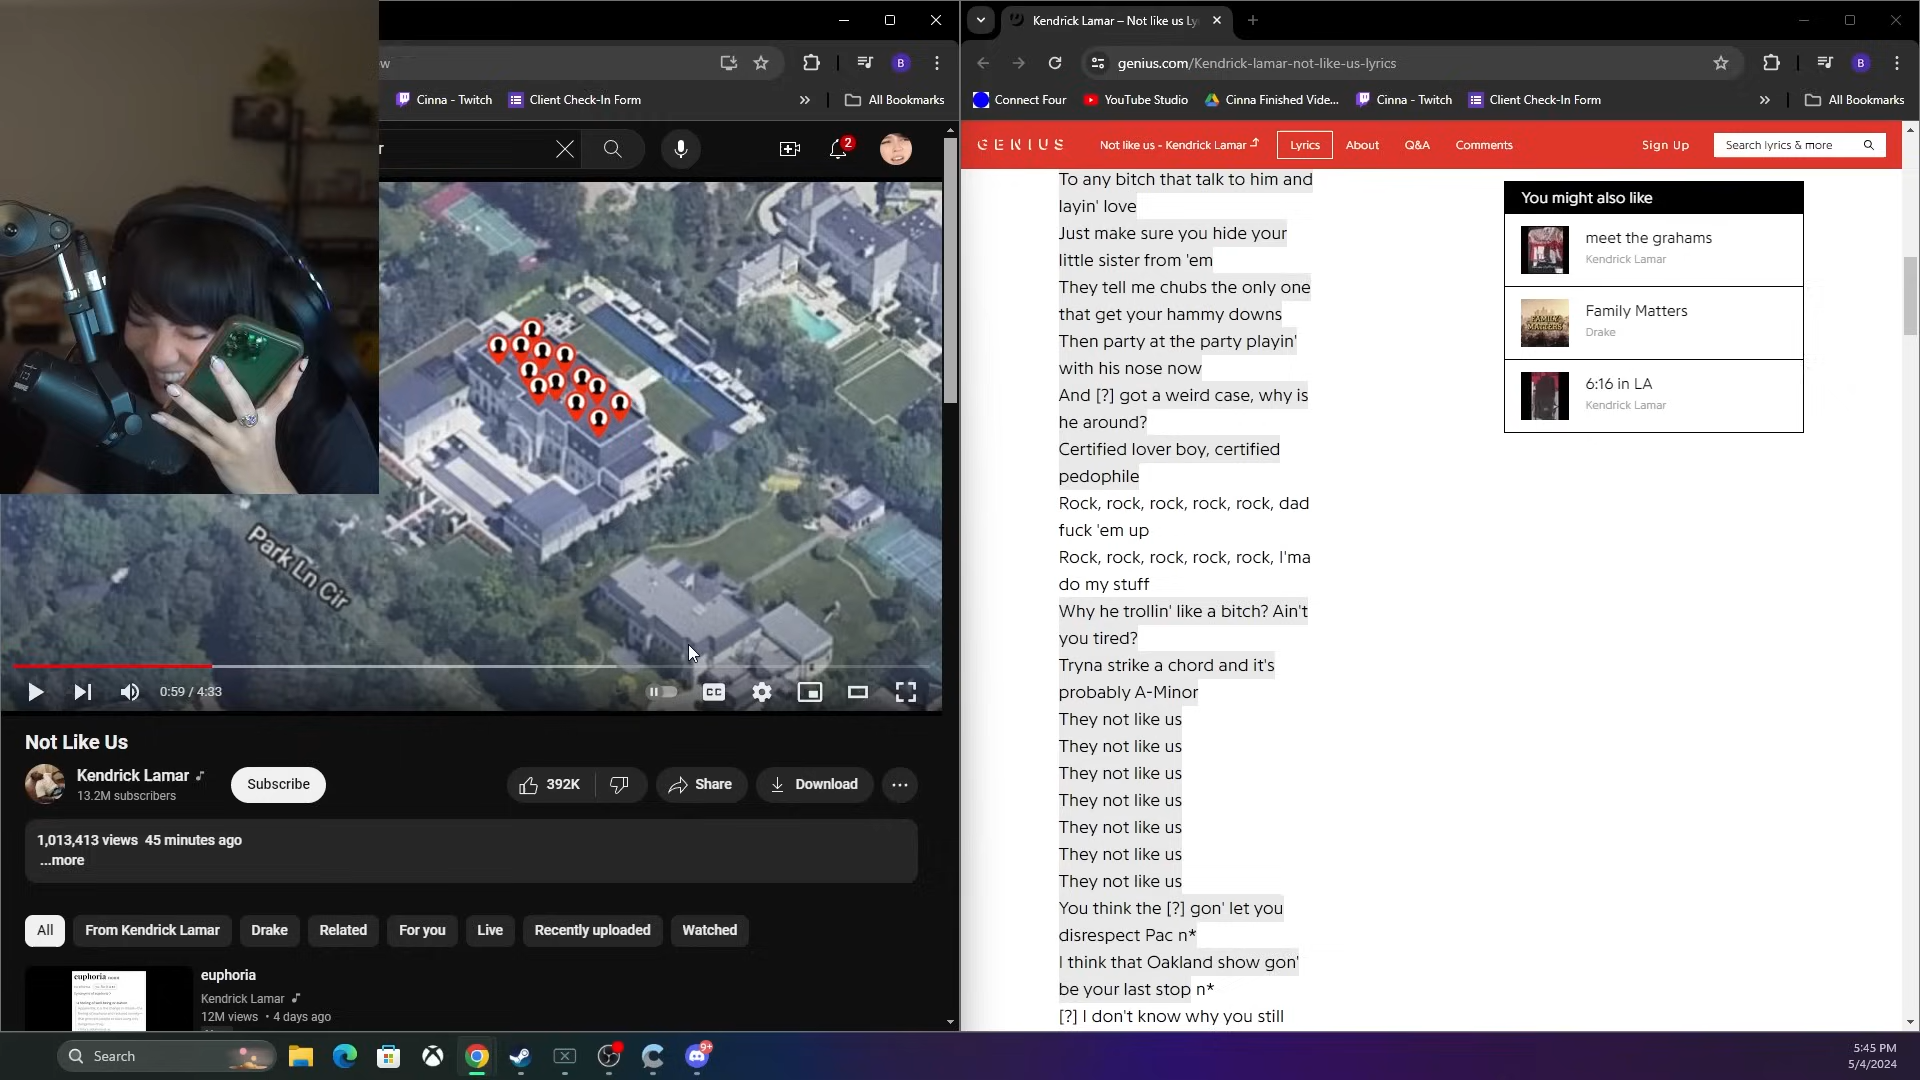 w
Cinna - Twitch
Client Check-In Form
»
All Bookmarks
B
r
2
Park Ln Cir
0:59 / 4:33
CC
Not Like Us
Kendrick Lamar
13.2M subscribers
Subscribe
392K
Share
Download
1,013,413 views 45 minutes ago
...more
All
From Kendrick Lamar
Drake
Related
For you
Live
Recently uploaded
Watched
euphoria
Kendrick Lamar
12M views • 4 days ago
euphoria noun
Kendrick Lamar – Not like us Ly
genius.com/Kendrick-lamar-not-like-us-lyrics
B
Connect Four
YouTube Studio
Cinna Finished Vide...
Cinna - Twitch
Client Check-In Form
»
All Bookmarks
GENIUS
Not like us - Kendrick Lamar
Lyrics
About
Q&A
Comments
Sign Up
Search lyrics & more
To any bitch that talk to him and
layin' love
Just make sure you hide your
little sister from 'em
They tell me chubs the only one
that get your hammy downs
Then party at the party playin'
with his nose now
And [?] got a weird case, why is
he around?
Certified lover boy, certified
pedophile
Rock, rock, rock, rock, rock, dad
fuck 'em up
Rock, rock, rock, rock, rock, I'ma
do my stuff
Why he trollin' like a bitch? Ain't
you tired?
Tryna strike a chord and it's
probably A-Minor
They not like us
They not like us
They not like us
They not like us
They not like us
They not like us
They not like us
You think the [?] gon' let you
disrespect Pac n*
I think that Oakland show gon'
be your last stop n*
[?] I don't know why you still
You might also like
meet the grahams
Kendrick Lamar
FAMILY MATTERS
Family Matters
Drake
6:16 in LA
Kendrick Lamar
Search
9+
5:45 PM
5/4/2024